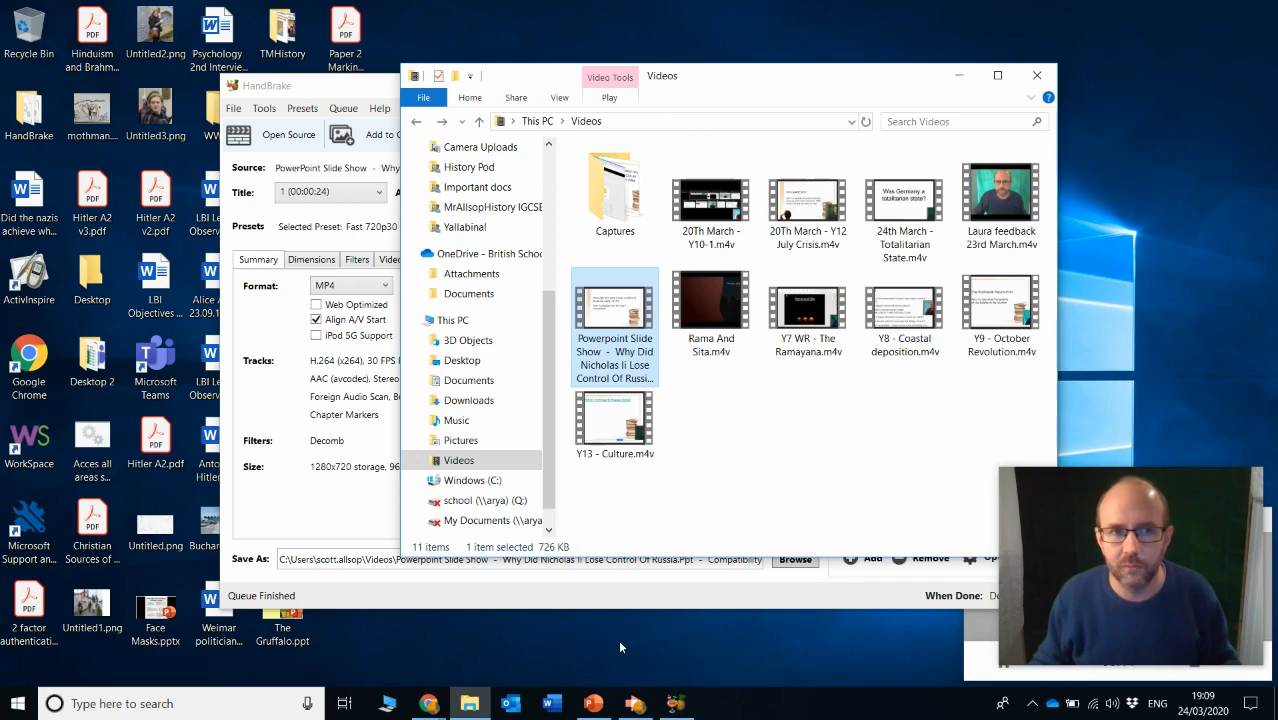 Recycle Bin
Hinduism
and Brahm...
Untitled2.png
Psychology
2nd Intervi...
TMHistory
Paper 2
Markin...
HandBrake
mothman....
Untitled3.png
WW
Did the nazis
achieve wh...
Hitler A2
v3.pdf
Hitler A2
v2.pdf
LBI Le
Observ
ActivInspire
Desktop
LBI
Objectives ...
Alice A
23.09.1
Google
Chrome
Desktop 2
Microsoft
Teams
LBI Le
Observ
WorkSpace
Acces all
areas s...
Hitler A2.pdf
Anto
Hitler
Microsoft
Support an...
Christian
Sources of ...
Untitled.png
Buchar
2 factor
authenticati...
Untitled1.png
Face
Masks.pptx
Weimar
politician...
The
Gruffalo.ppt
HandBrake
File Tools Presets Queue Help
Open Source
Add to
Source: PowerPoint Slide Show - Wh
Title: 1 (00:00:24)
Presets: Selected Preset: Fast 720p30
Summary Dimensions Filters Video
Format: MP4
Web Optimized
Align A/V Start
iPod 5G Support
Tracks: H.264 (x264), 30 FPS
AAC (avcodec), Stereo
Foreign Audio Scan, B
Chapter Markers
Filters: Decomb
Size: 1280x720 storage, 96
Save As: C:\Users\scott.allsop\Videos\Powerpoint Slide Show - Why Did Nicholas Ii Lose Control Of Russia.Ppt - Compatibility
Browse
Add
Remove
Queue Finished
When Done:
Video Tools
Videos
File Home Share View Play
This PC > Videos
Search Videos
Camera Uploads
History Pod
Important docs
MrAllsopHistory IGSCE
Yallabinal
OneDrive - British Schoo
Attachments
Documents
This PC
3D Objects
Desktop
Documents
Downloads
Music
Pictures
Videos
Windows (C:)
school (\\arya) (Q:)
My Documents (\\arya
Captures
20Th March -
Y10-1.m4v
20Th March - Y12
July Crisis.m4v
Was Germany a
totalitarian state?
24th March -
Totalitarian
State.m4v
Laura feedback
23rd March.m4v
Powerpoint Slide
Show - Why Did
Nicholas Ii Lose
Control Of Russi...
Rama And
Sita.m4v
Y7 WR - The
Ramayana.m4v
Y8 - Coastal
deposition.m4v
Y9 - October
Revolution.m4v
Y13 - Culture.m4v
11 items 1 item selected 726 KB
Type here to search
ENG
19:09
24/03/2020